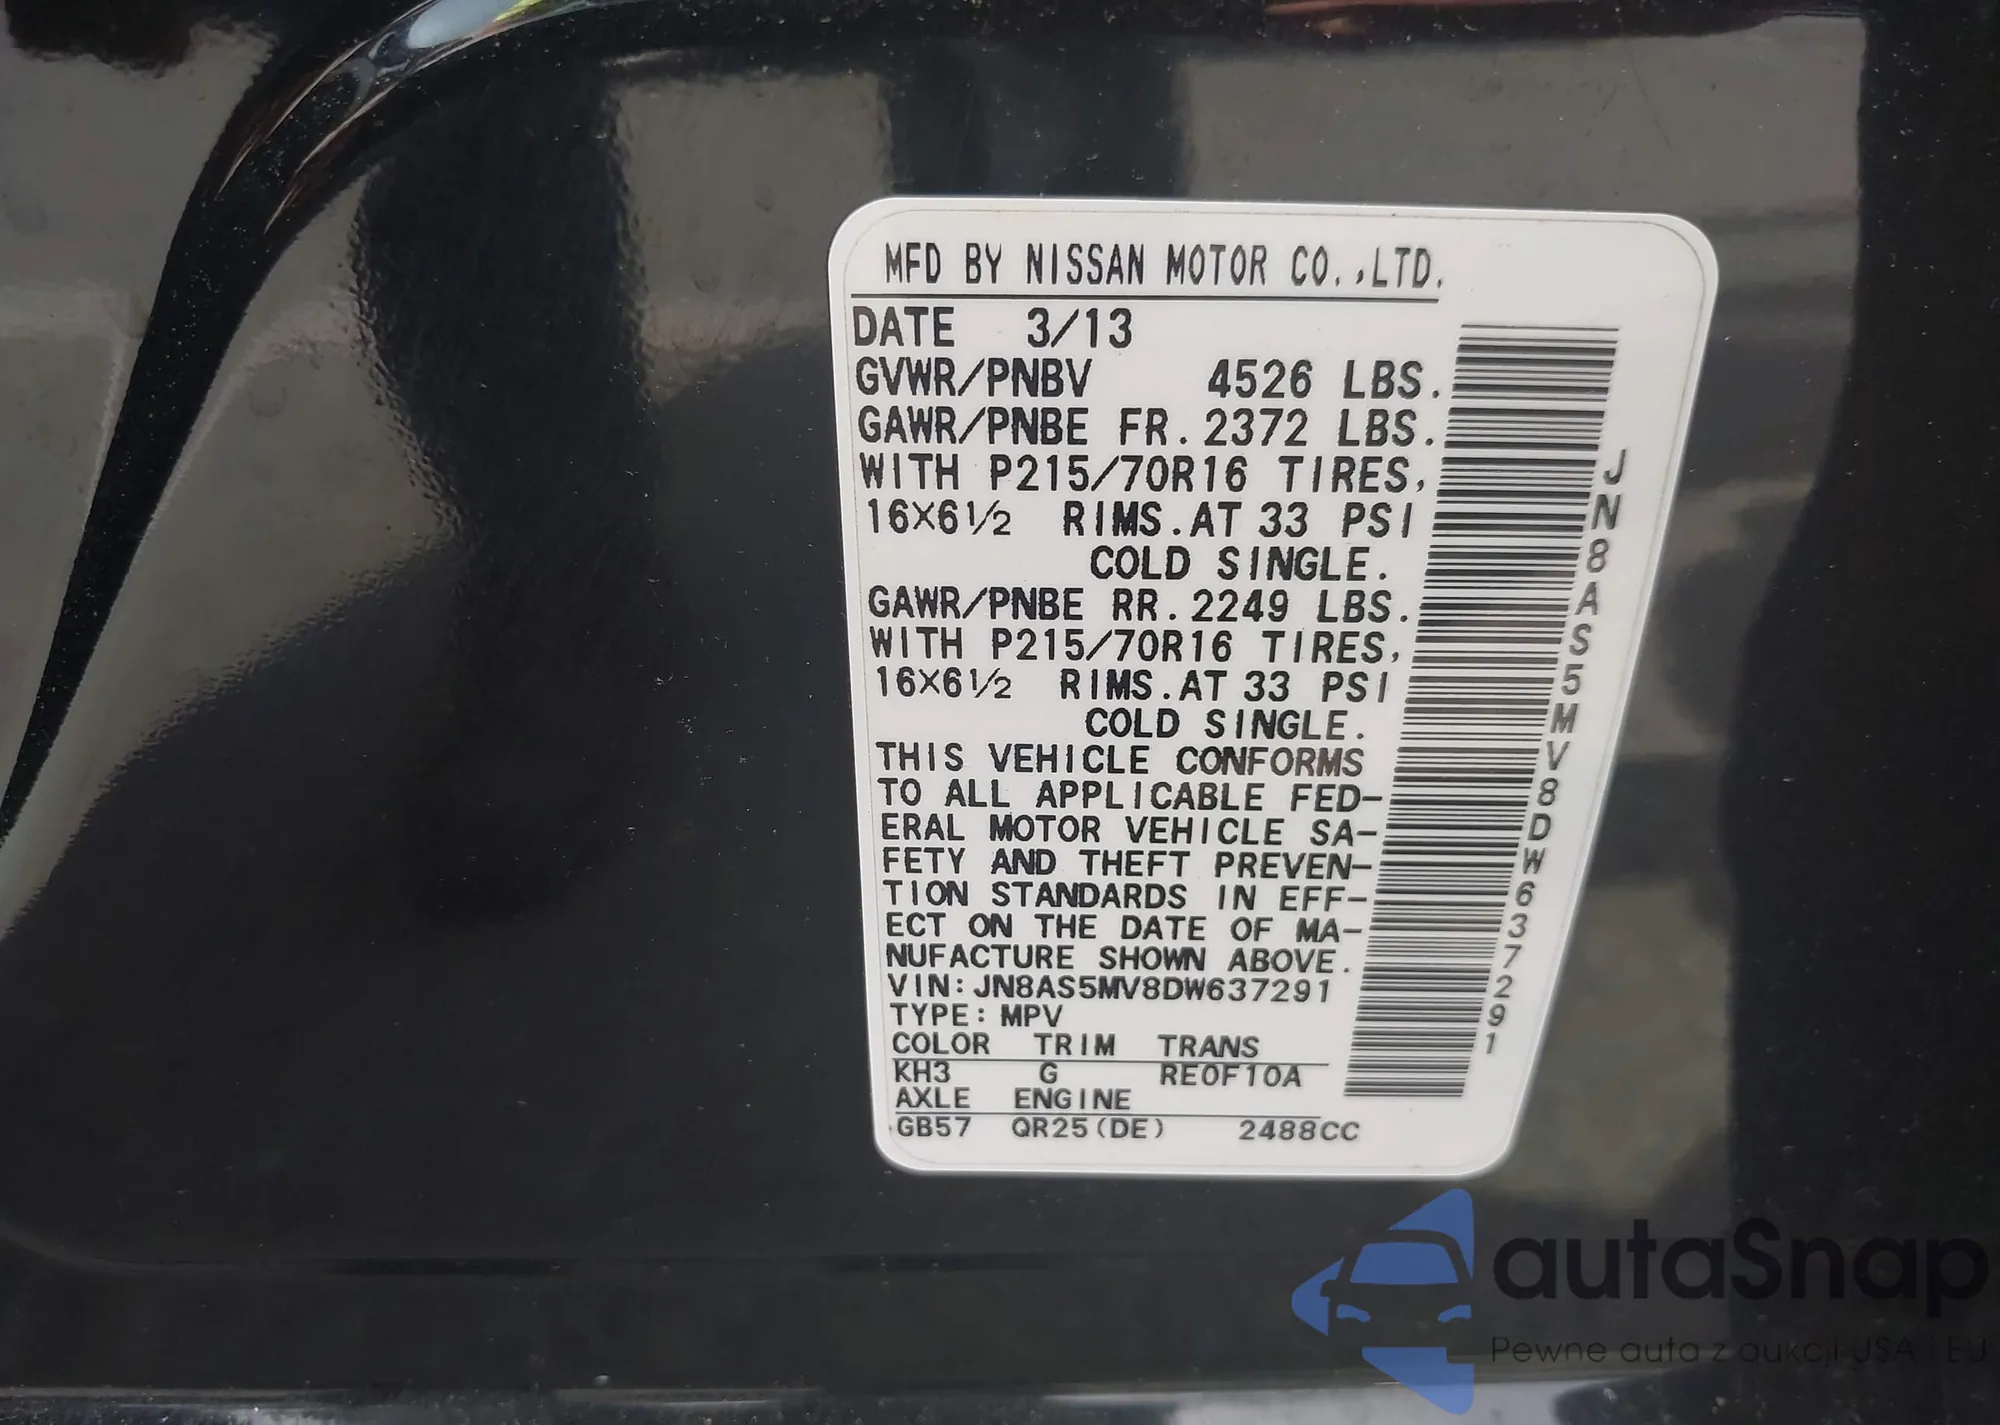 MFD BY NISSAN MOTOR CO.,LTD.
DATE 3/13
GVWR/PNBV 4526 LBS.
GAWR/PNBE FR.2372 LBS.
WITH P215/70R16 TIRES,
16X6½ RIMS.AT 33 PSI
COLD SINGLE.
GAWR/PNBE RR.2249 LBS.
WITH P215/70R16 TIRES,
16X6½ RIMS.AT 33 PSI
COLD SINGLE.
THIS VEHICLE CONFORMS
TO ALL APPLICABLE FED-
ERAL MOTOR VEHICLE SA-
FETY AND THEFT PREVEN-
TION STANDARDS IN EFF-
ECT ON THE DATE OF MA-
NUFACTURE SHOWN ABOVE.
VIN:JN8AS5MV8DW637291
TYPE:MPV
COLOR TRIM TRANS
KH3 G RE0F10A
AXLE ENGINE
GB57 QR25(DE) 2488CC
JN8AS5MV8DW637291
autaSnap
Pewne auta z aukcji USA i EU